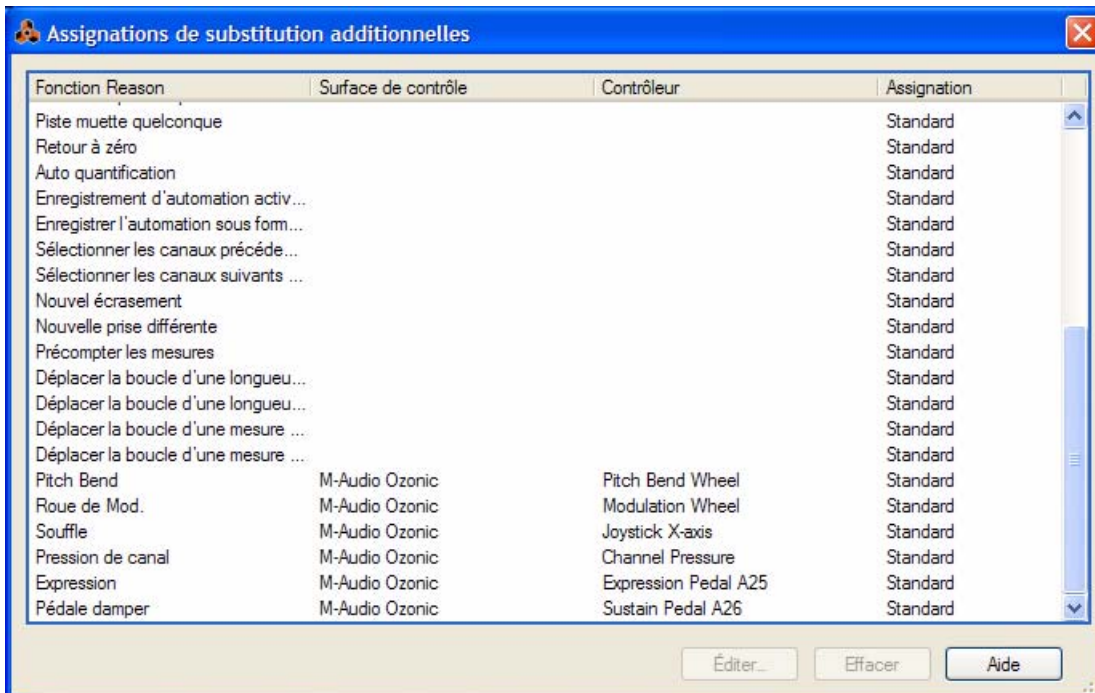 Assignations de substitution additionnelles
Fonction Reason Surface de contrôle Contrôleur Assignation
Piste muette quelconque Standard
Retour à zéro Standard
Auto quantification Standard
Enregistrement d'automation activ... Standard
Enregistrer l'automation sous form... Standard
Sélectionner les canaux précéde... Standard
Sélectionner les canaux suivants ... Standard
Nouvel écrasement Standard
Nouvelle prise différente Standard
Précompter les mesures Standard
Déplacer la boucle d'une longueu... Standard
Déplacer la boucle d'une longueu... Standard
Déplacer la boucle d'une mesure ... Standard
Déplacer la boucle d'une mesure ... Standard
Pitch Bend M-Audio Ozonic Pitch Bend Wheel Standard
Roue de Mod. M-Audio Ozonic Modulation Wheel Standard
Souffle M-Audio Ozonic Joystick X-axis Standard
Pression de canal M-Audio Ozonic Channel Pressure Standard
Expression M-Audio Ozonic Expression Pedal A25 Standard
Pédale damper M-Audio Ozonic Sustain Pedal A26 Standard
Éditer... Effacer Aide